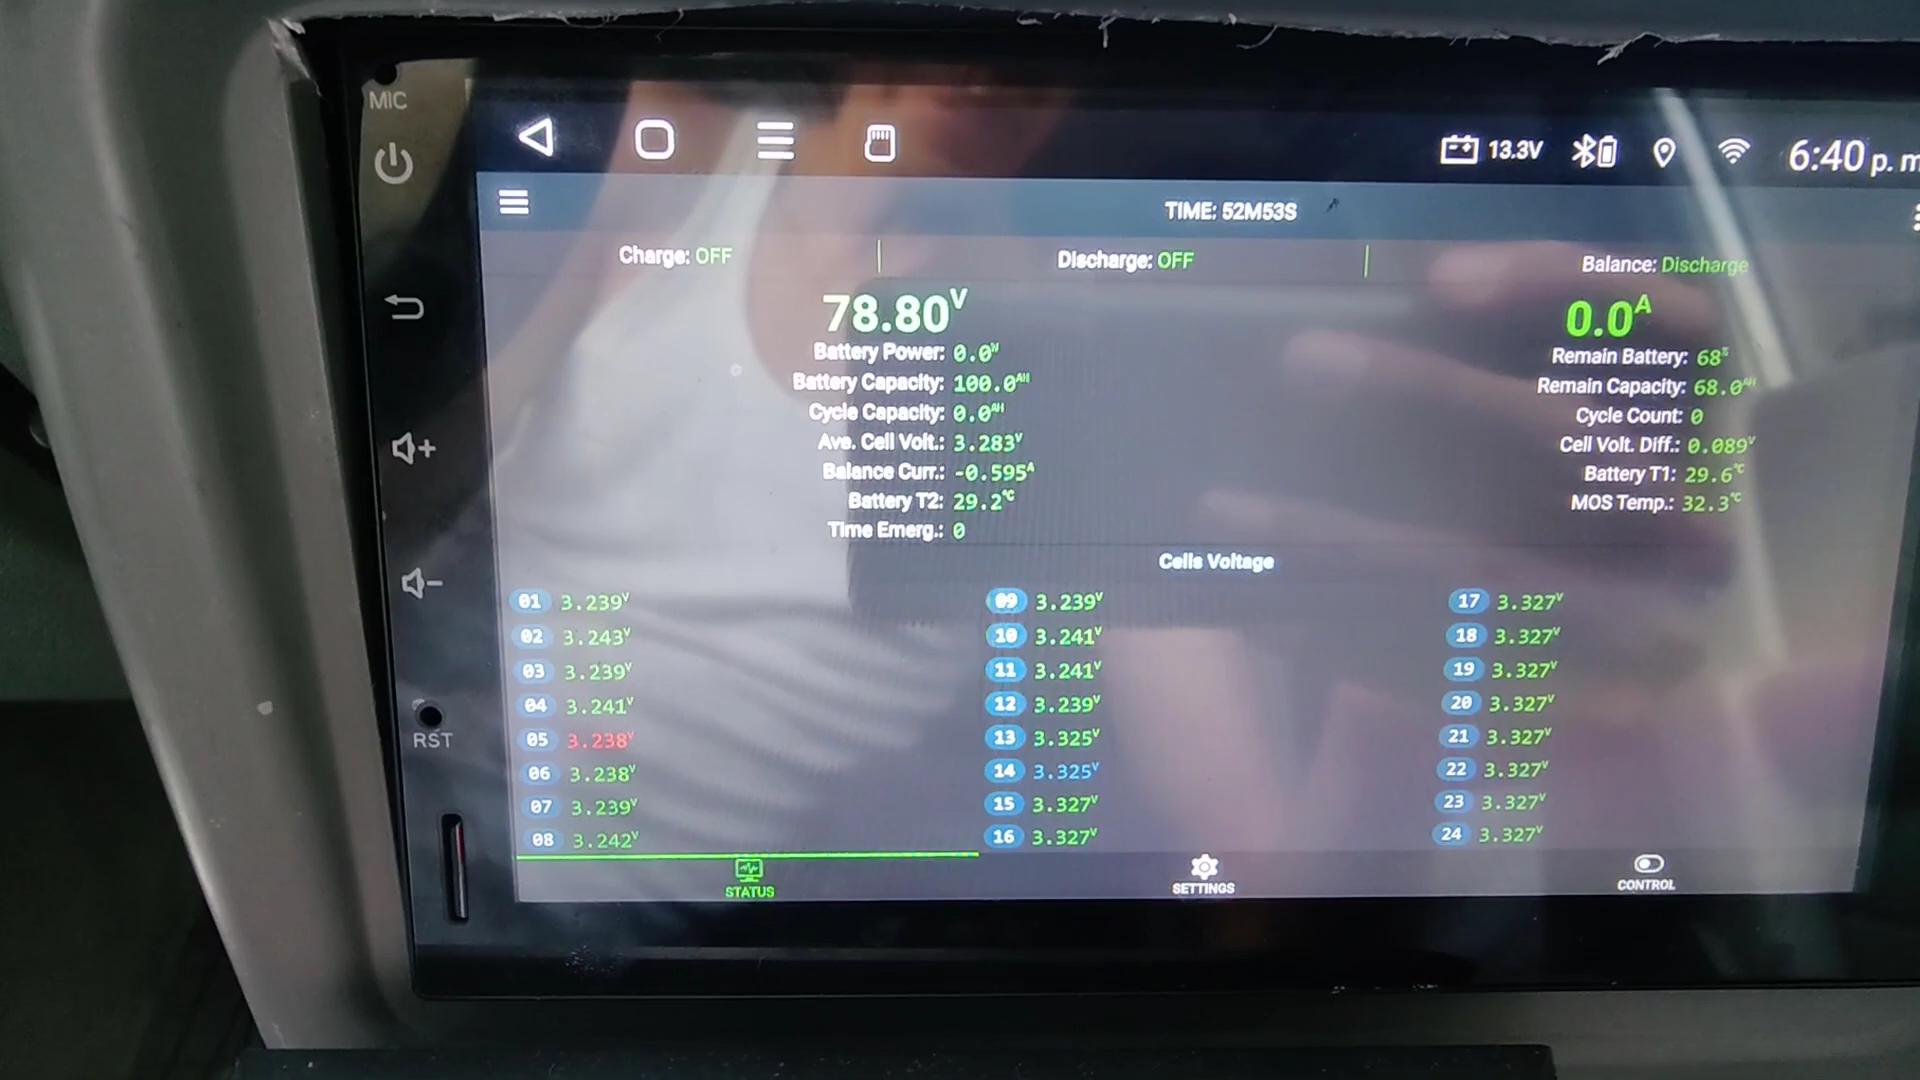 MIC
13.3V
6:40 p. m
TIME: 52M53S
Charge: OFF
Discharge: OFF
Balance: Discharge
78.80V
0.0A
Battery Power: 0.0W
Battery Capacity: 100.0AH
Cycle Capacity: 0.0AH
Ave. Cell Volt.: 3.283V
Balance Curr.: -0.595A
Battery T2: 29.2℃
Time Emerg.: 0
Remain Battery: 68%
Remain Capacity: 68.0AH
Cycle Count: 0
Cell Volt. Diff.: 0.089V
Battery T1: 29.6℃
MOS Temp.: 32.3℃
Cells Voltage
01 3.239V
02 3.243V
03 3.239V
04 3.241V
05 3.238V
06 3.238V
07 3.239V
08 3.242V
09 3.239V
10 3.241V
11 3.241V
12 3.239V
13 3.325V
14 3.325V
15 3.327V
16 3.327V
17 3.327V
18 3.327V
19 3.327V
20 3.327V
21 3.327V
22 3.327V
23 3.327V
24 3.327V
RST
STATUS
SETTINGS
CONTROL